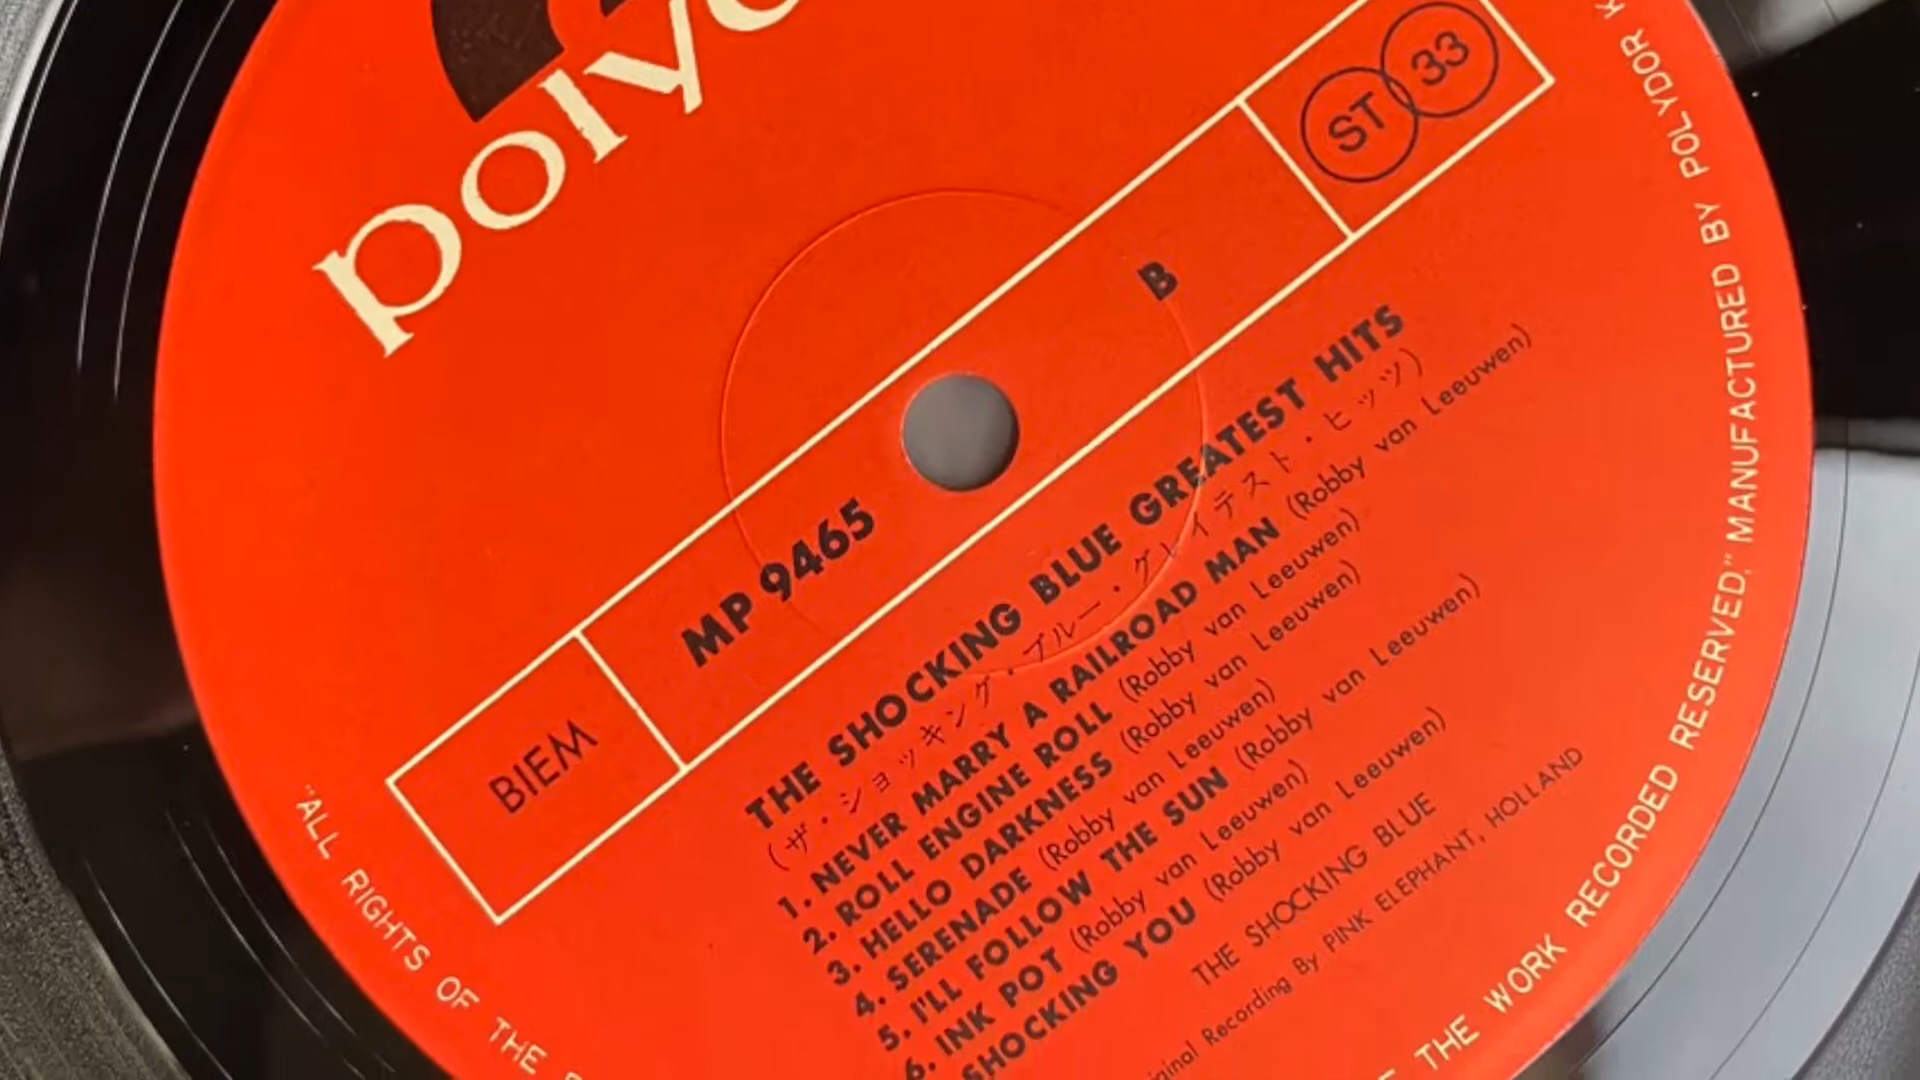 ST 33
B
MP 9465
BIEM
THE SHOCKING BLUE GREATEST HITS
(ザ・ショッキング・ブルー・グレイテスト・ヒッツ)
1. NEVER MARRY A RAILROAD MAN (Robby van Leeuwen)
2. ROLL ENGINE ROLL (Robby van Leeuwen)
3. HELLO DARKNESS (Robby van Leeuwen)
4. SERENADE (Robby van Leeuwen)
5. I'LL FOLLOW THE SUN (Robby van Leeuwen)
6. INK POT (Robby van Leeuwen)
SHOCKING YOU (Robby van Leeuwen)
THE SHOCKING BLUE
Recording By PINK ELEPHANT, HOLLAND
"ALL RIGHTS OF THE
THE WORK RECORDED RESERVED," MANUFACTURED BY POLYDOR